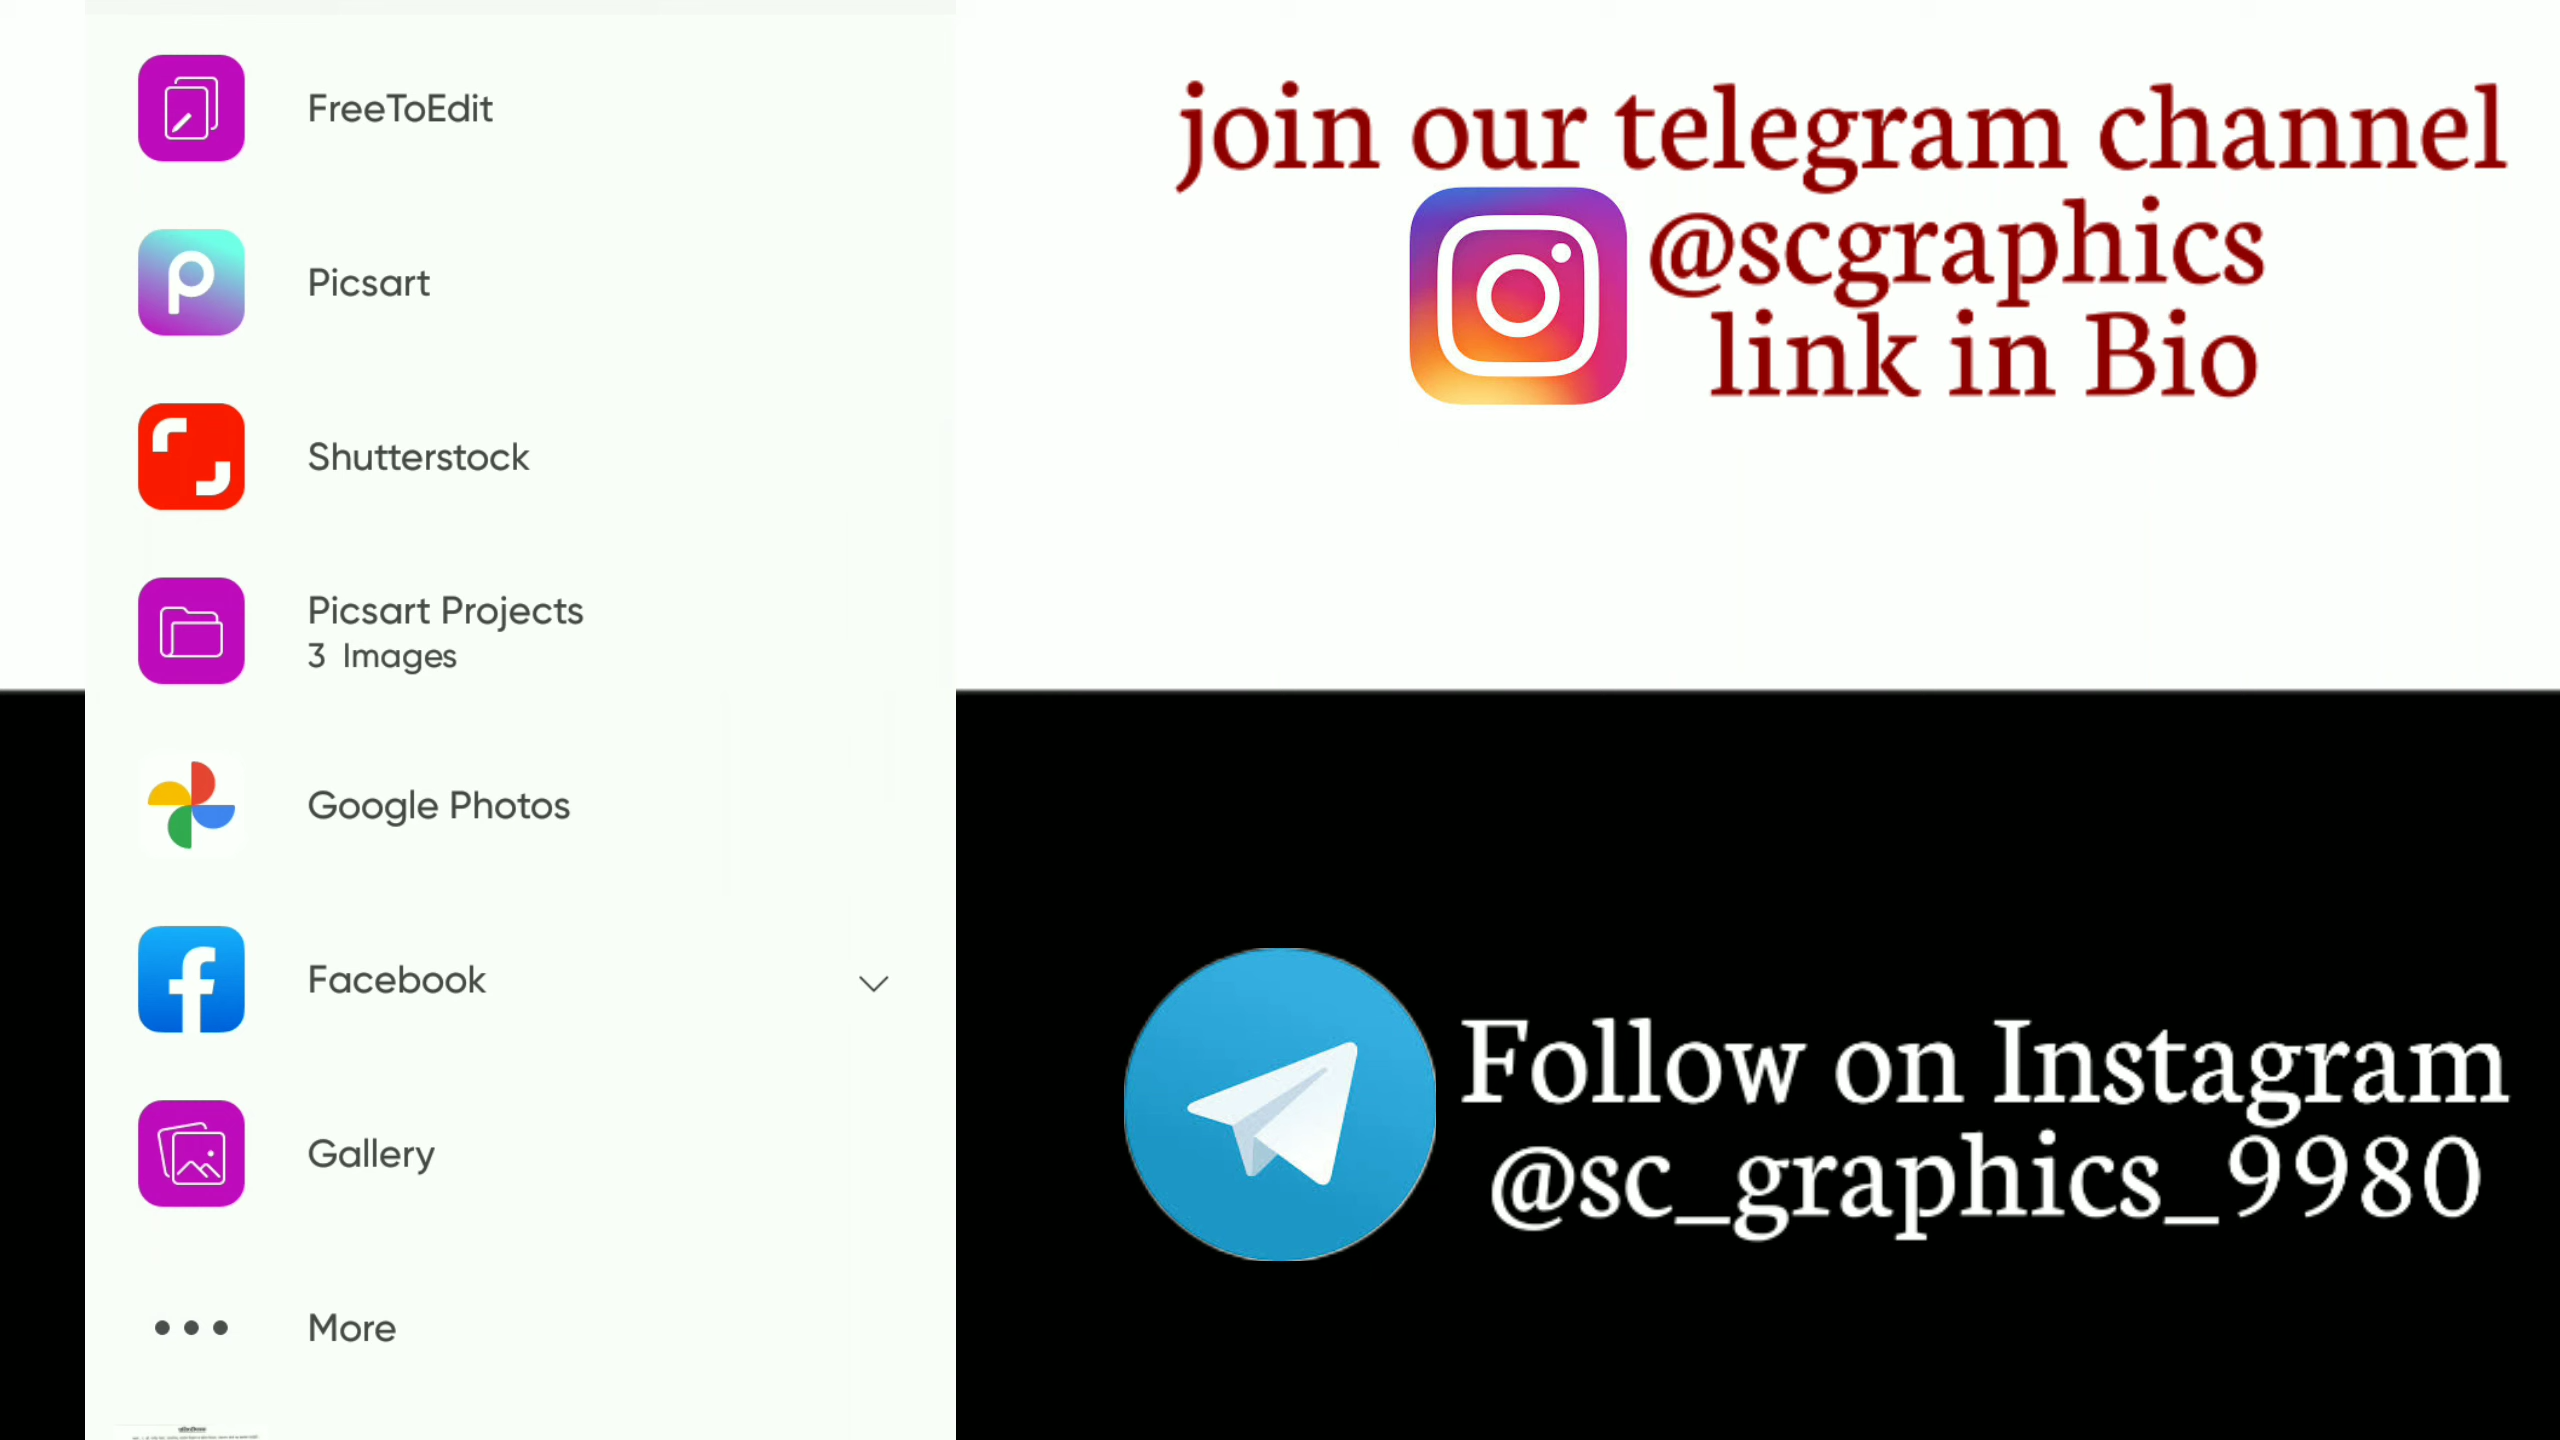 FreeToEdit
Picsart
Shutterstock
Picsart Projects
3 Images
Google Photos
Facebook
Gallery
More
join our telegram channel
@scgraphics
link in Bio
Follow on Instagram
@sc_graphics_9980